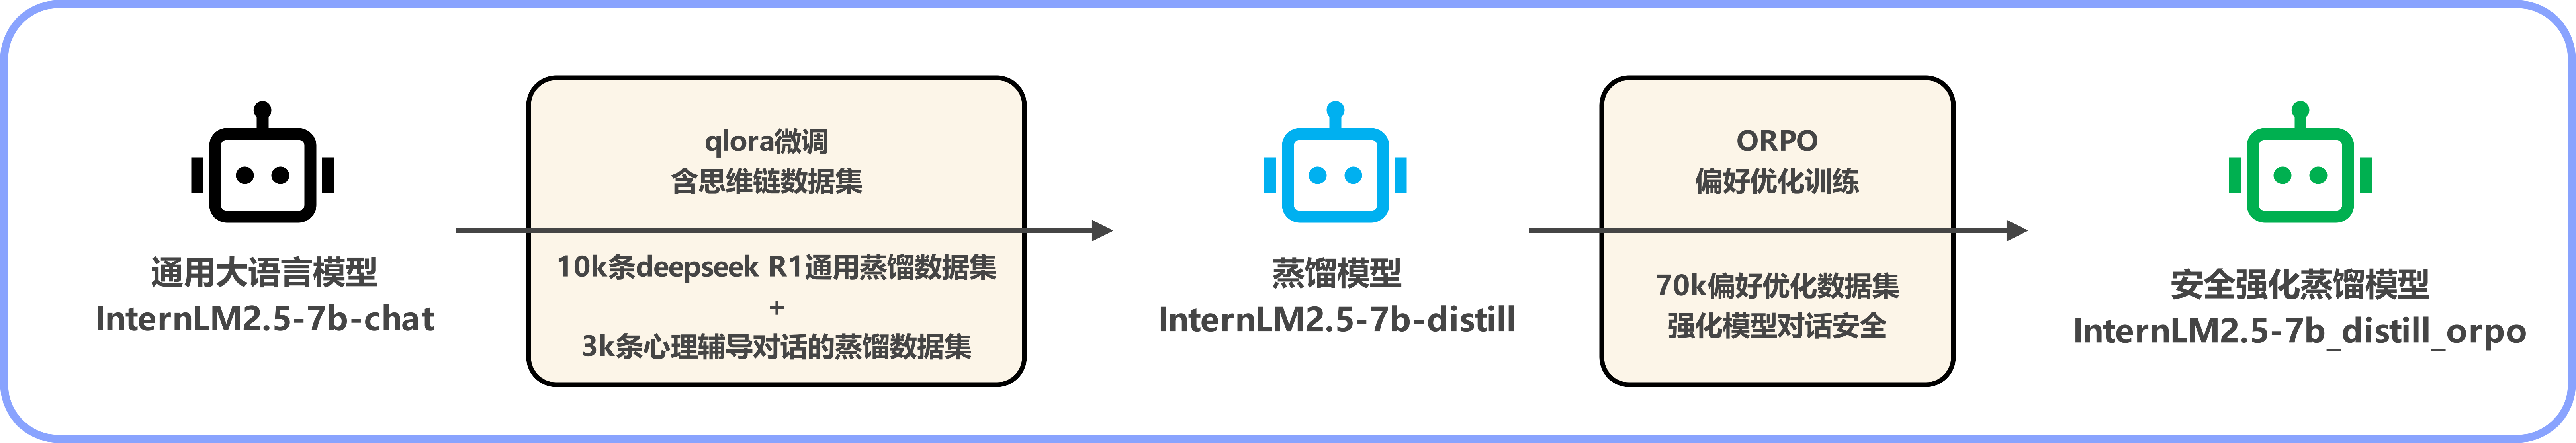 通用大语言模型
InternLM2.5-7b-chat
qlora微调
含思维链数据集
10k条deepseek R1通用蒸馏数据集
+
3k条心理辅导对话的蒸馏数据集
蒸馏模型
InternLM2.5-7b-distill
ORPO
偏好优化训练
70k偏好优化数据集
强化模型对话安全
安全强化蒸馏模型
InternLM2.5-7b_distill_orpo